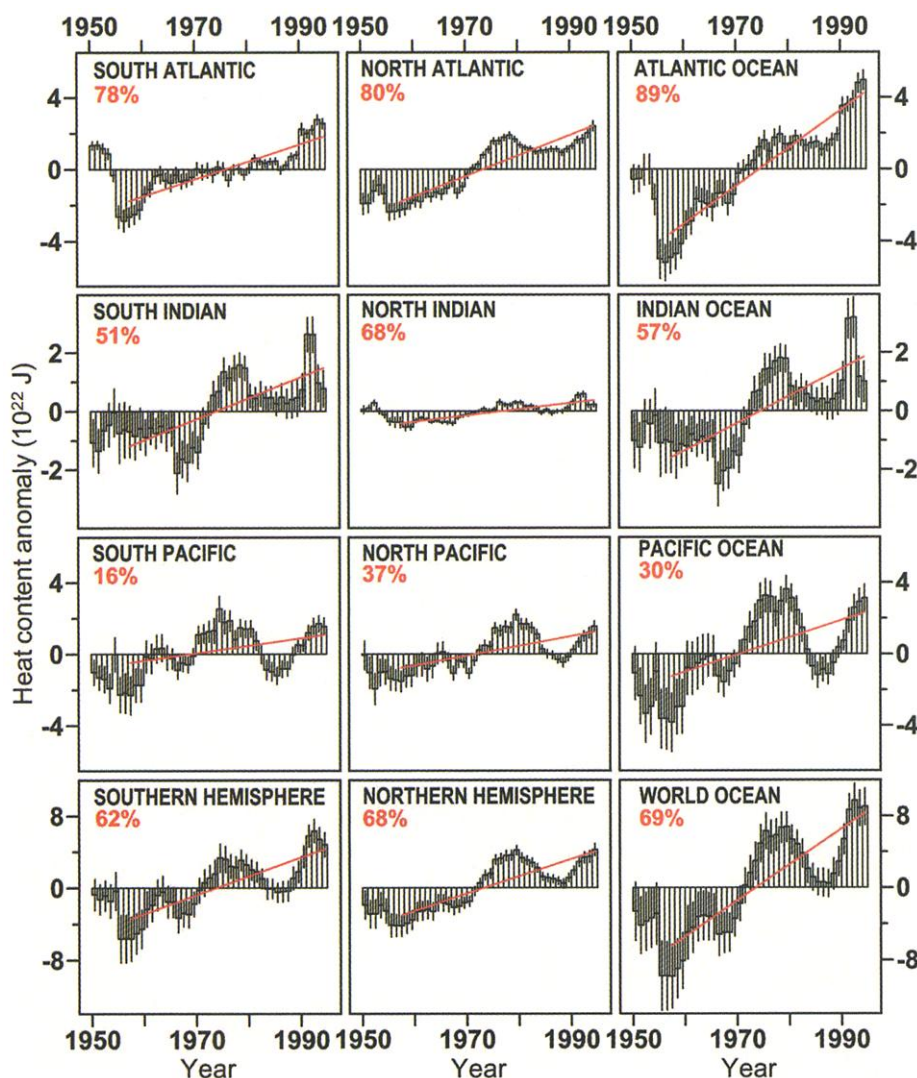 1950 1970 1990 1950 1970 1990 1950 1970 1990
SOUTH ATLANTIC
78%
NORTH ATLANTIC
80%
ATLANTIC OCEAN
89%
4
0
-4
4
0
-4
SOUTH INDIAN
51%
NORTH INDIAN
68%
INDIAN OCEAN
57%
2
0
-2
2
0
-2
Heat content anomaly (10²² J)
SOUTH PACIFIC
16%
NORTH PACIFIC
37%
PACIFIC OCEAN
30%
4
0
-4
4
0
-4
SOUTHERN HEMISPHERE
62%
NORTHERN HEMISPHERE
68%
WORLD OCEAN
69%
8
0
-8
8
0
-8
1950 1970 1990 1950 1970 1990 1950 1970 1990
Year Year Year